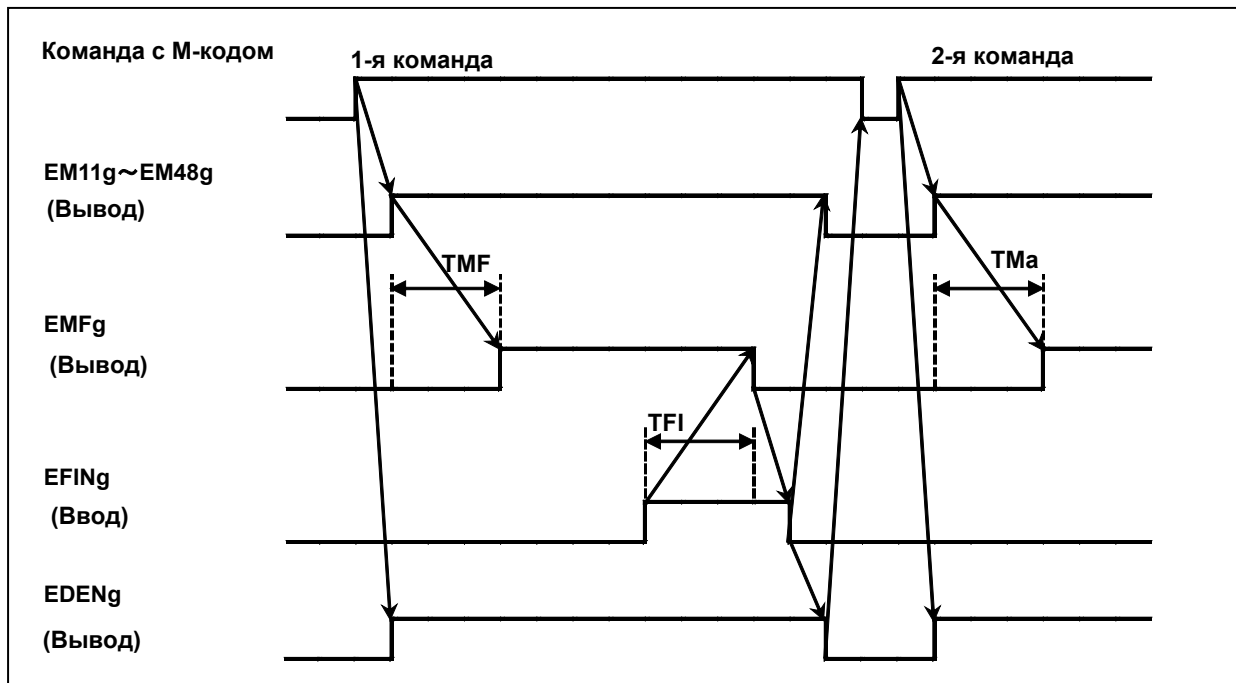 Команда с М-кодом
1-я команда
2-я команда
EM11g～EM48g
(Вывод)
TMF
TMa
EMFg
(Вывод)
TFI
EFINg
(Ввод)
EDENg
(Вывод)